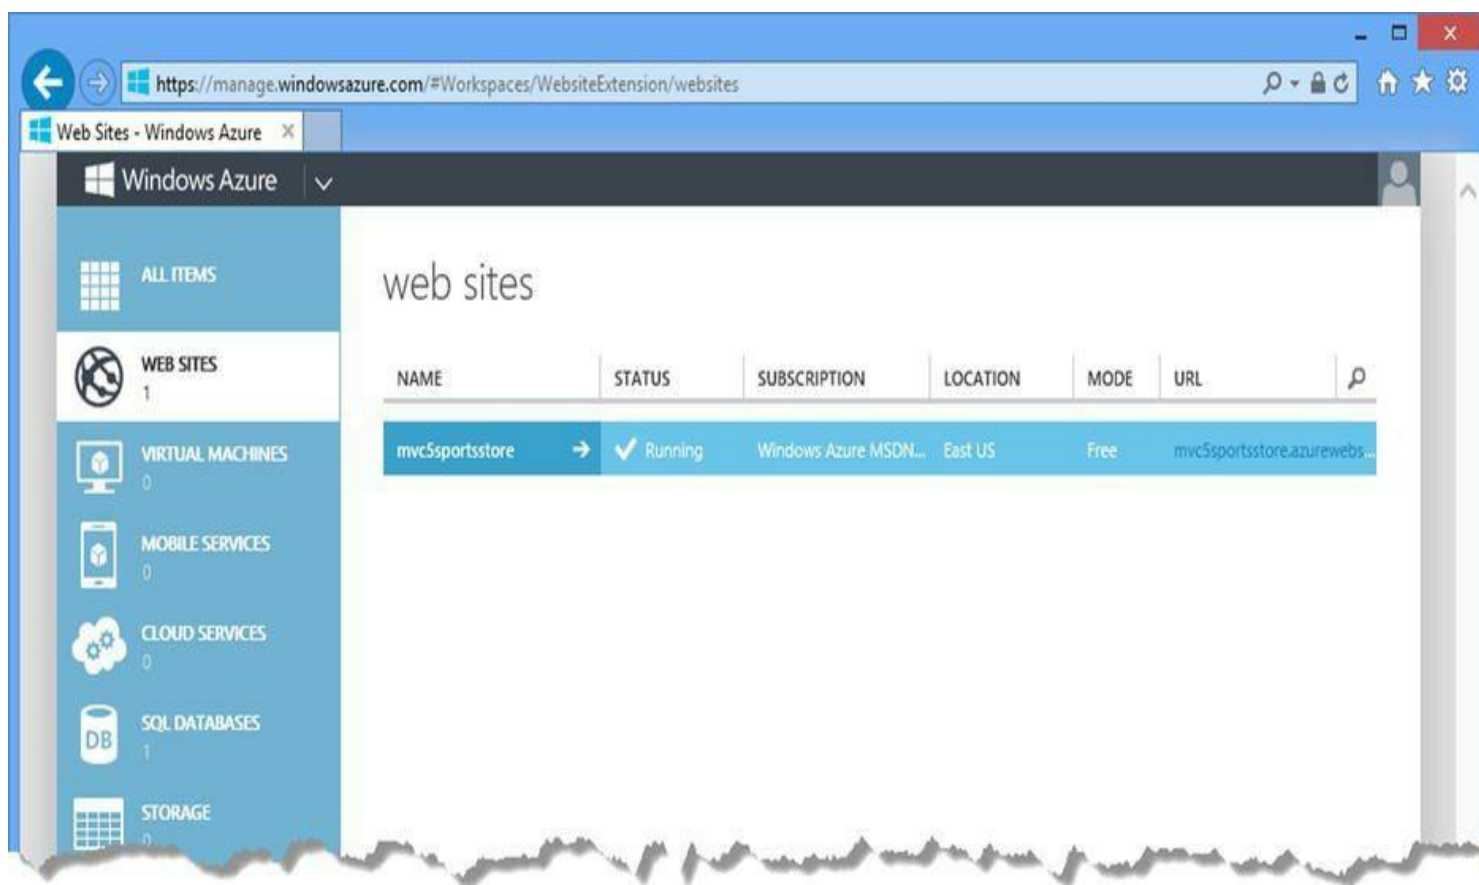 https://manage.windowsazure.com/#Workspaces/WebsiteExtension/websites
Web Sites - Windows Azure
Windows Azure
ALL ITEMS
web sites
WEB SITES
1
NAME STATUS SUBSCRIPTION LOCATION MODE URL
mvc5sportsstore Running Windows Azure MSDN... East US Free mvc5sportsstore.azurewebs...
VIRTUAL MACHINES
0
MOBILE SERVICES
0
CLOUD SERVICES
0
SQL DATABASES
1
DB
STORAGE
0